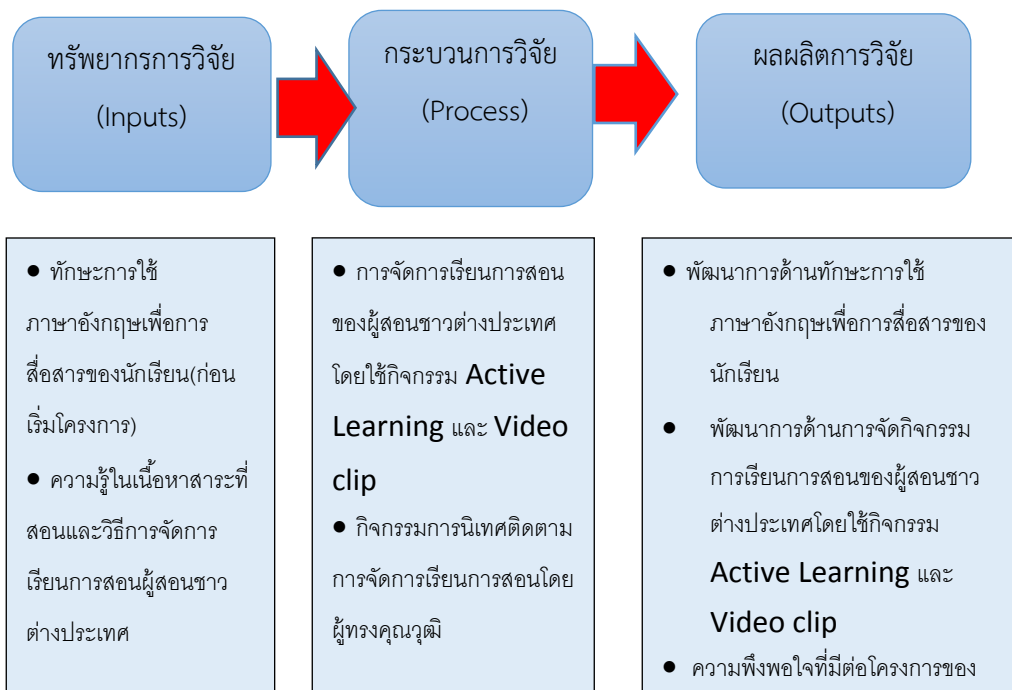 ทรัพยากรการวิจัย
(Inputs)
กระบวนการวิจัย
(Process)
ผลผลิตการวิจัย
(Outputs)
● ทักษะการใช้
ภาษาอังกฤษเพื่อการ
สื่อสารของนักเรียน(ก่อน
เริ่มโครงการ)
● ความรู้ในเนื้อหาสาระที่
สอนและวิธีการจัดการ
เรียนการสอนผู้สอนชาว
ต่างประเทศ
● การจัดการเรียนการสอน
ของผู้สอนชาวต่างประเทศ
โดยใช้กิจกรรม Active
Learning และ Video
clip
● กิจกรรมการนิเทศติดตาม
การจัดการเรียนการสอนโดย
ผู้ทรงคุณวุฒิ
● พัฒนาการด้านทักษะการใช้
ภาษาอังกฤษเพื่อการสื่อสารของ
นักเรียน
● พัฒนาการด้านการจัดกิจกรรม
การเรียนการสอนของผู้สอนชาว
ต่างประเทศโดยใช้กิจกรรม
Active Learning และ
Video clip
● ความพึงพอใจที่มีต่อโครงการของ